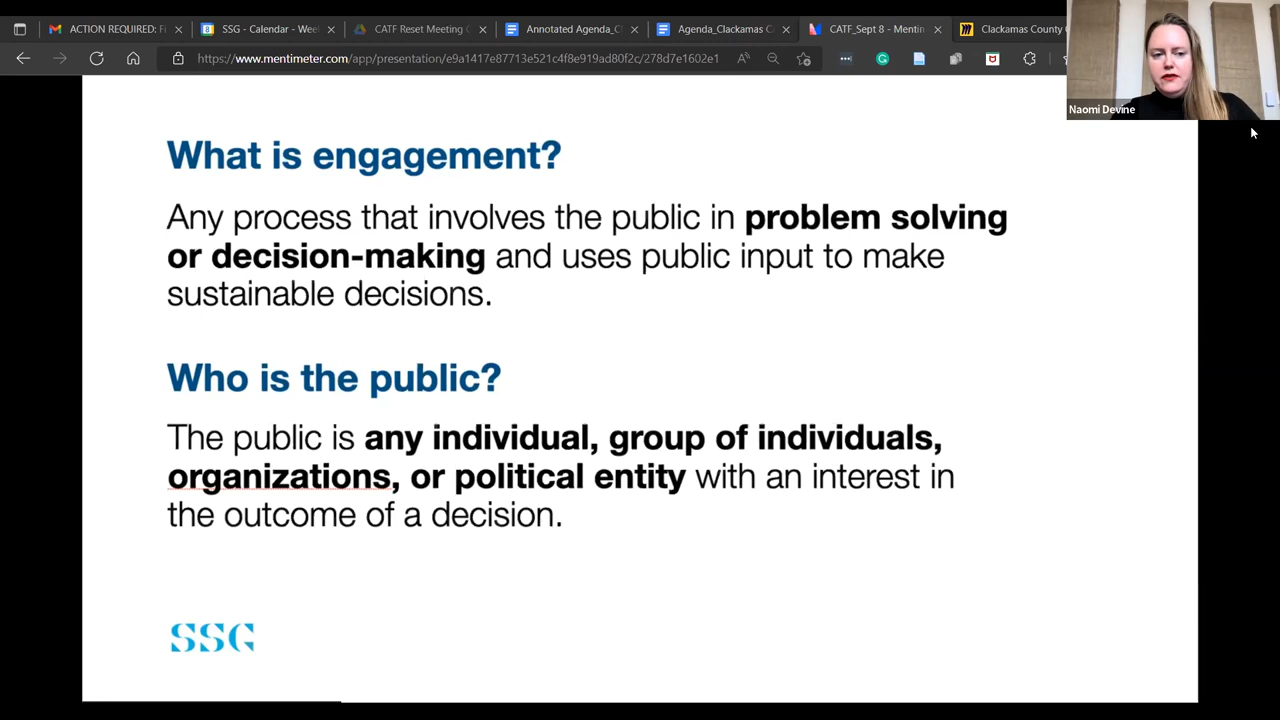 ACTION REQUIRED: Fi
SSG - Calendar - Wee
CATF Reset Meeting
Annotated Agenda_C
Agenda_Clackamas C
CATF_Sept 8 - Mentin
Clackamas County
https://www.mentimeter.com/app/presentation/e9a1417e87713e521c4f8e919ad80f2c/278d7e1602e1
Naomi Devine
What is engagement?
Any process that involves the public in problem solving
or decision-making and uses public input to make
sustainable decisions.
Who is the public?
The public is any individual, group of individuals,
organizations, or political entity with an interest in
the outcome of a decision.
SSG